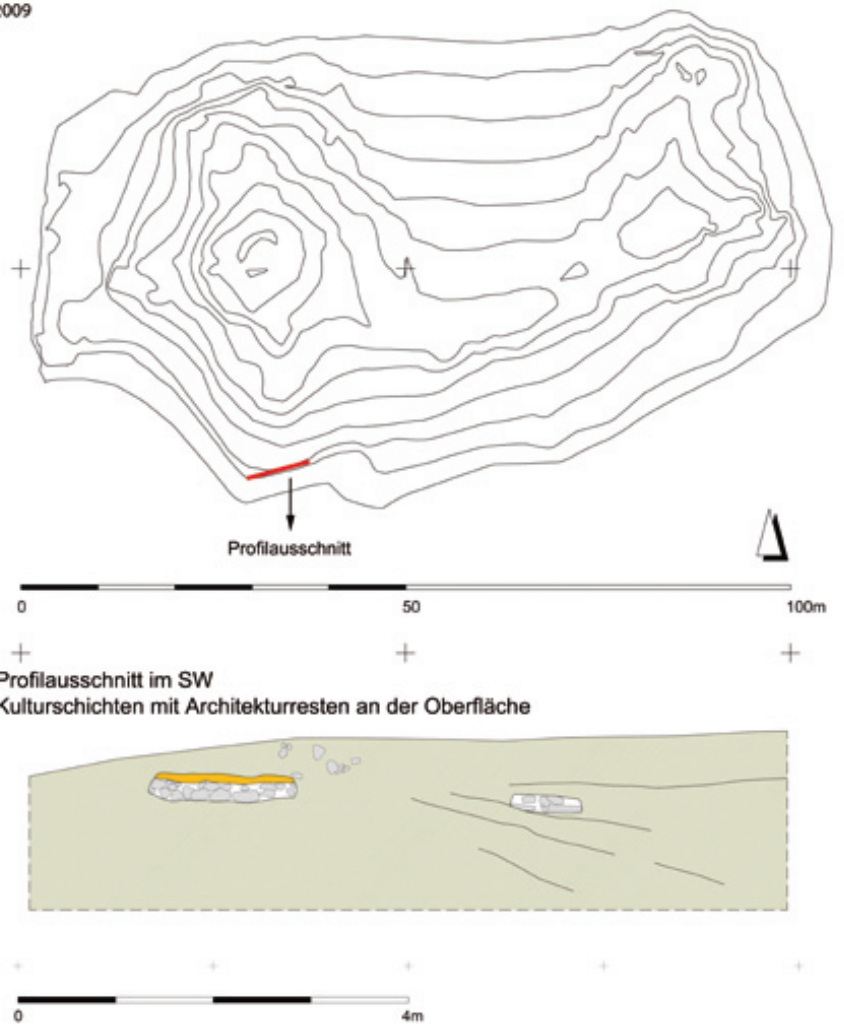 2009
Profilausschnitt
0 50 100m
Profilausschnitt im SW
Kulturschichten mit Architekturresten an der Oberfläche
0 4m